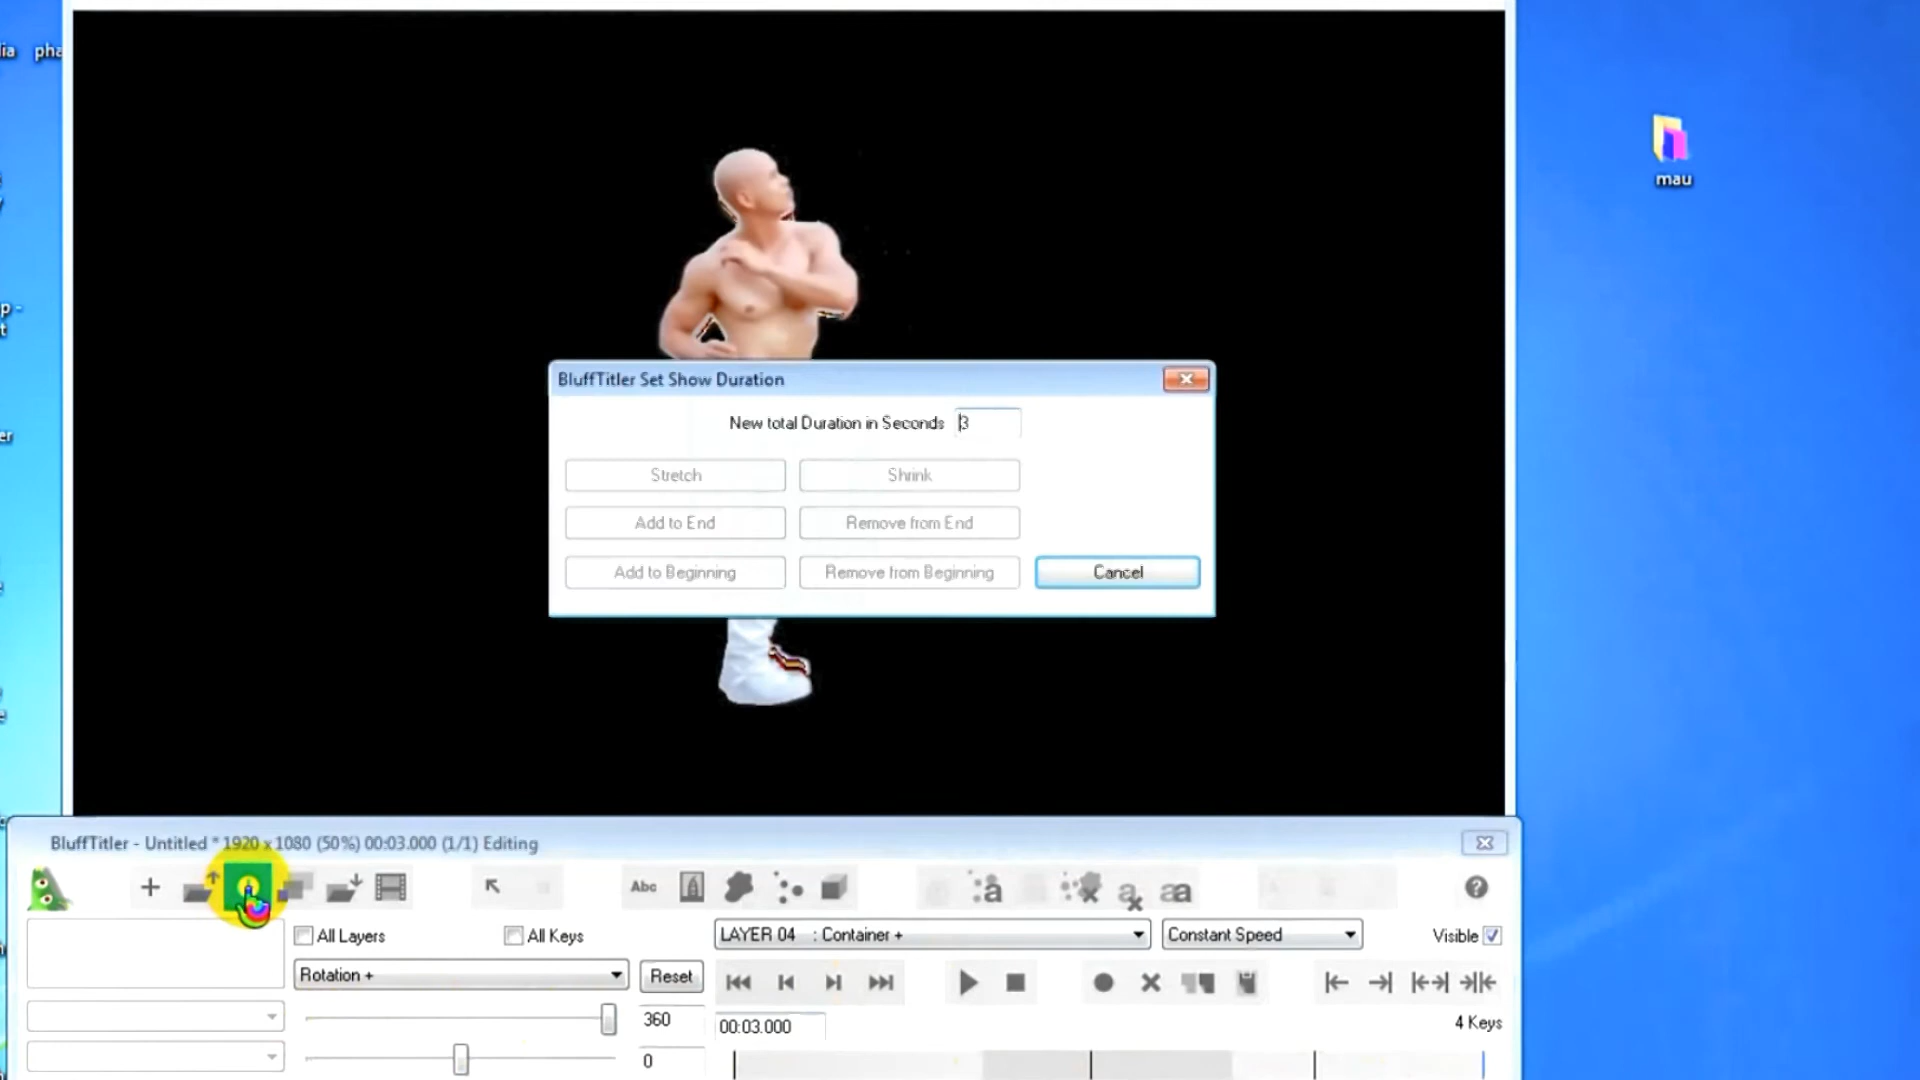 mau
BluffTitler Set Show Duration
New total Duration in Seconds 3
Stretch
Shrink
Add to End
Remove from End
Add to Beginning
Remove from Beginning
Cancel
BluffTitler - Untitled * 1920 x 1080 (50%) 00:03.000 (1/1) Editing
Abc
a
a
aa
?
All Layers
All Keys
LAYER 04 : Container +
Constant Speed
Visible
Rotation +
Reset
360
00:03.000
4 Keys
0